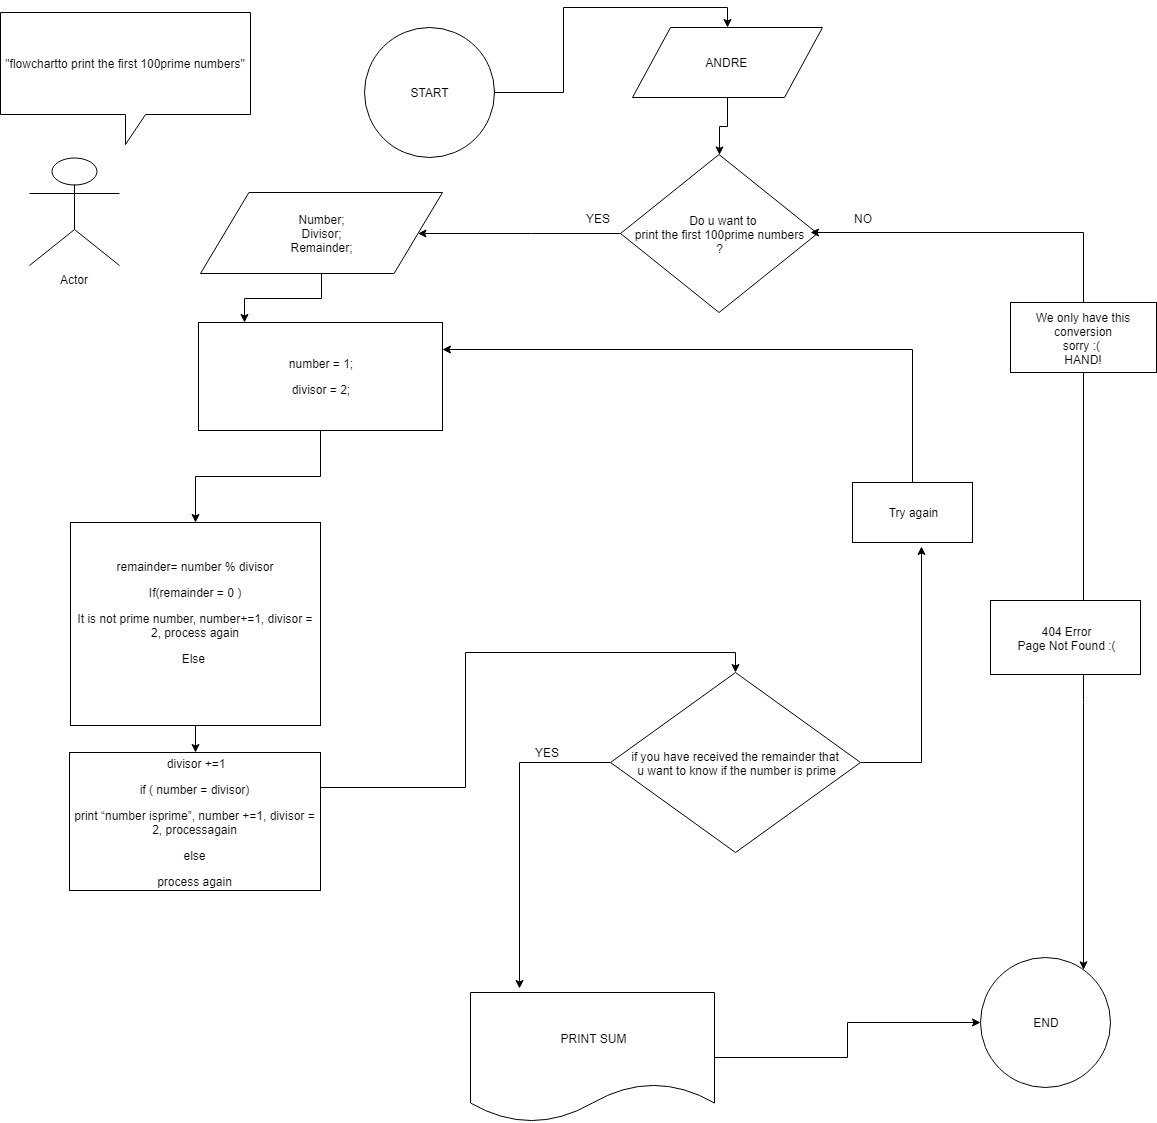 "flowchartto print the first 100prime numbers"
START
ANDRE
Actor
Number;
Divisor;
Remainder;
YES
Do u want to
print the first 100prime numbers
?
NO
We only have this
conversion
sorry :(
HAND!
number = 1;
divisor = 2;
Try again
remainder= number % divisor
If(remainder = 0 )
It is not prime number, number+=1, divisor =
2, process again
Else
404 Error
Page Not Found :(
divisor +=1
if ( number = divisor)
print “number isprime”, number +=1, divisor =
2, processagain
else
process again
YES
if you have received the remainder that
u want to know if the number is prime
PRINT SUM
END